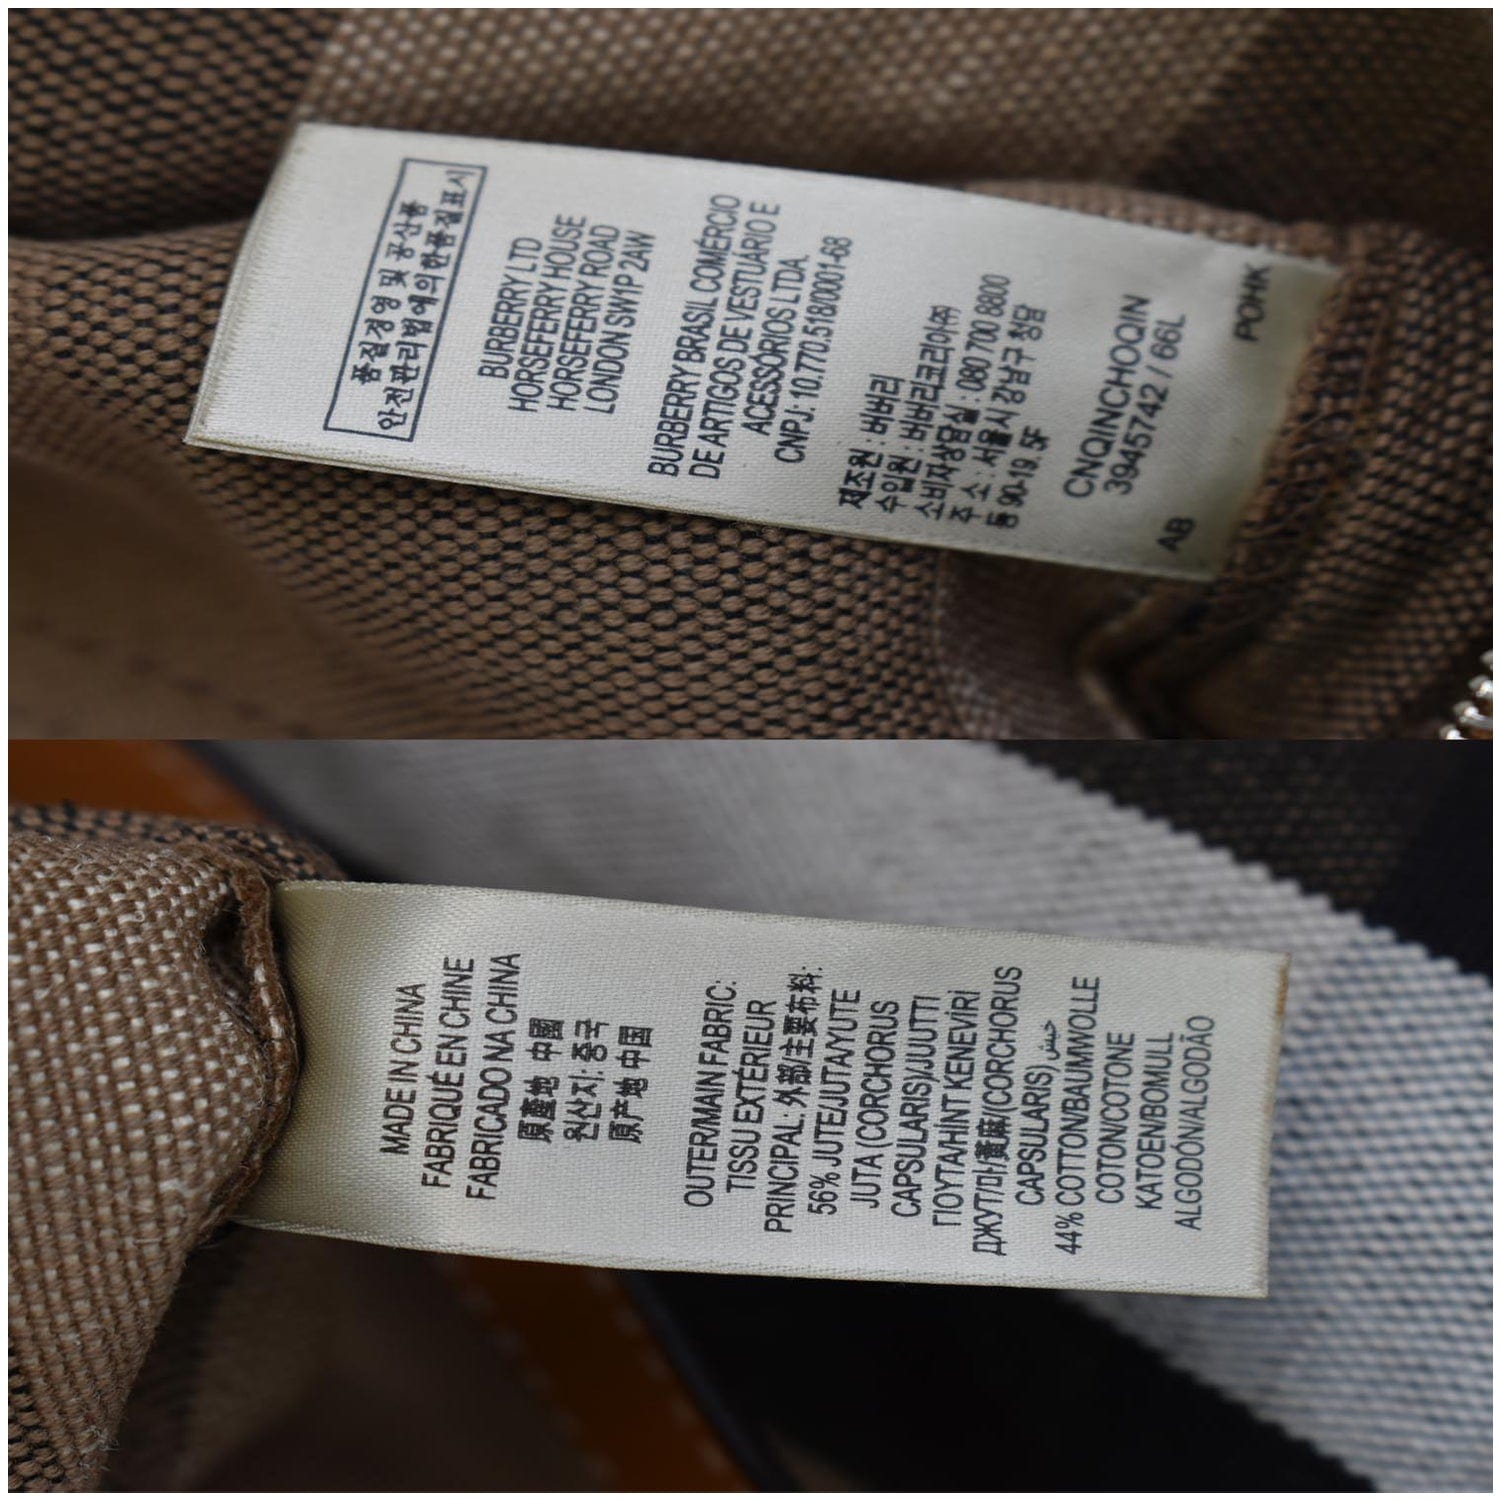 품질경영 및 공산품
안전관리법에의한품질표시
BURBERRY LTD
HORSEFERRY HOUSE
HORSEFERRY ROAD
LONDON SW1P 2AW
BURBERRY BRASIL COMÉRCIO
DE ARTIGOS DE VESTUÁRIO E
ACESSÓRIOS LTDA.
CNPJ: 10.770.518/0001-68
제조원 : 버버리
수입원 : 버버리코리아㈜
소비자상담실 : 080 700 8800
주 소 : 서울시 강남구 청담
동 90-19, 5F
CNQINCHOQIN
3945742 / 66L
AB POHK
MADE IN CHINA
FABRIQUÉ EN CHINE
FABRICADO NA CHINA
原產地 中國
원산지: 중국
原产地 中国
OUTER/MAIN FABRIC:
TISSU EXTÉRIEUR
PRINCIPAL: 外部/主要布料:
56% JUTE/JUTA/YUTE
JUTA (CORCHORUS
CAPSULARIS)/JUUTTI
ΓΙΟΥΤΑ/HINT KENEVİRİ
ДЖУТ/마/黃麻/(CORCHORUS
CAPSULARIS)خيش,
44% COTTON/BAUMWOLLE
COTON/COTONE
KATOEN/BOMULL
ALGODÓN/ALGODÃO